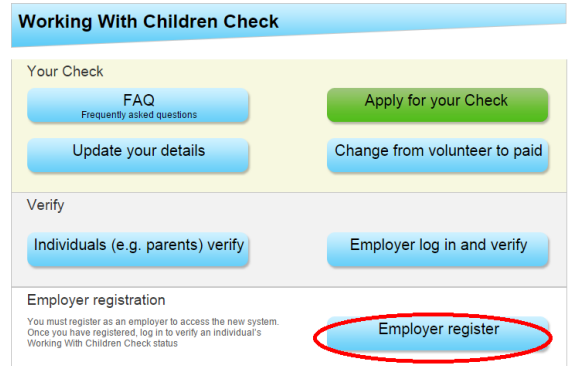 Working With Children Check
Your Check
FAQ
Frequently asked questions
Apply for your Check
Update your details
Change from volunteer to paid
Verify
Individuals (e.g. parents) verify
Employer log in and verify
Employer registration
You must register as an employer to access the new system.
Once you have registered, log in to verify an individual's
Working With Children Check status
Employer register